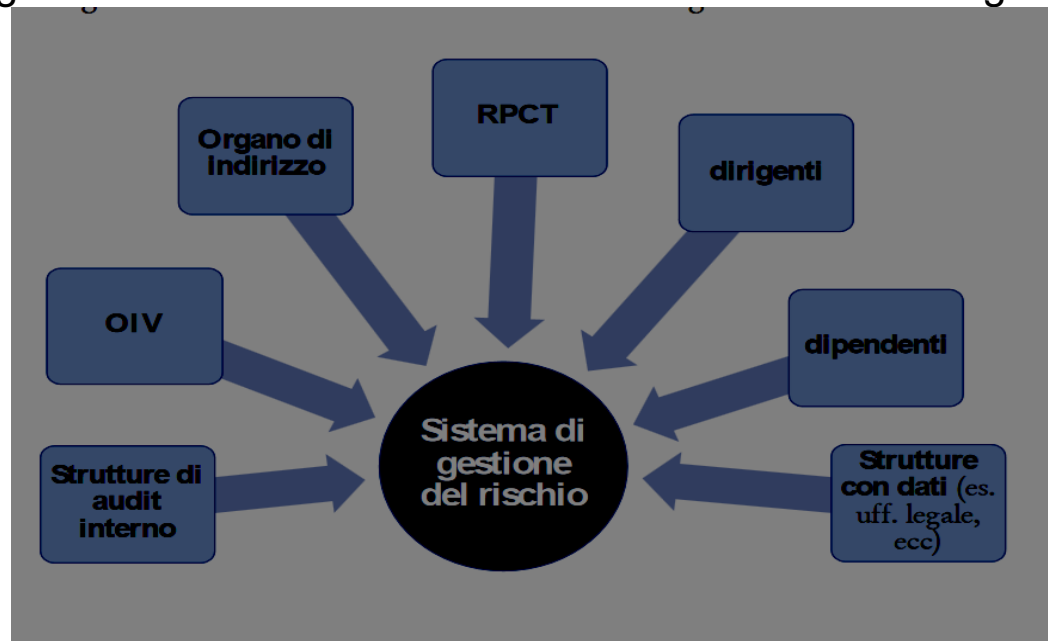 RPCT
Organo di
indirizzo
dirigenti
OIV
dipendenti
Sistema di
gestione
del rischio
Strutture di
audit
interno
Strutture
con dati (es.
uff. legale,
ecc)